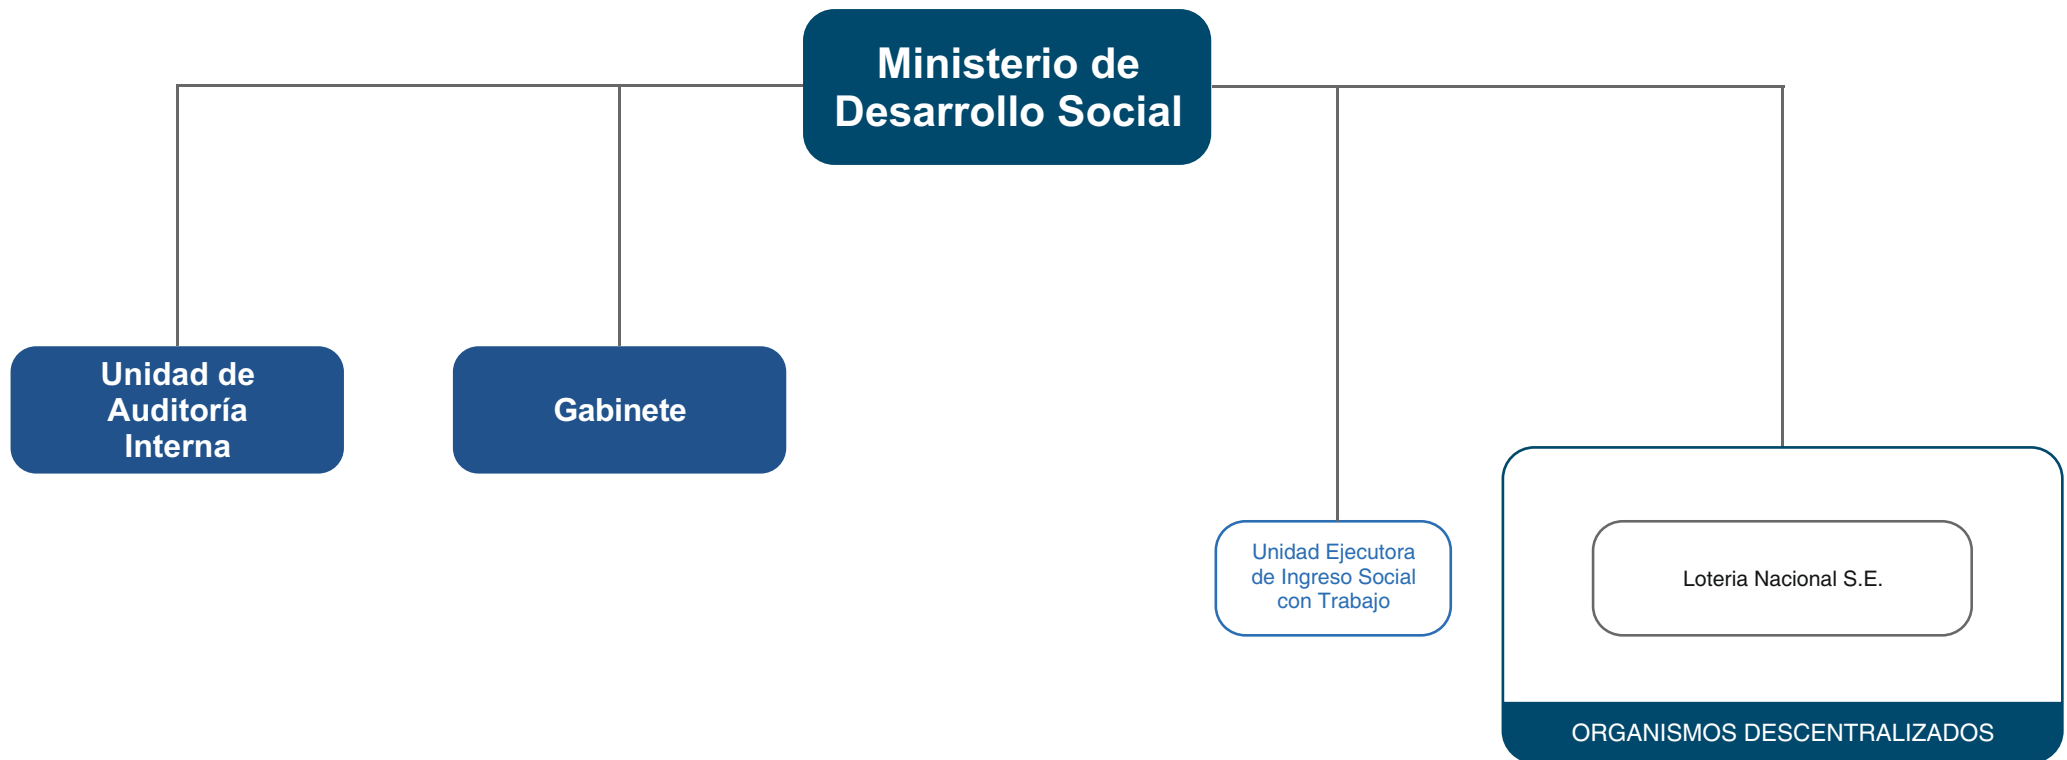 Ministerio de
Desarrollo Social
Unidad de
Auditoría
Interna
Gabinete
Unidad Ejecutora
de Ingreso Social
con Trabajo
Loteria Nacional S.E.
ORGANISMOS DESCENTRALIZADOS